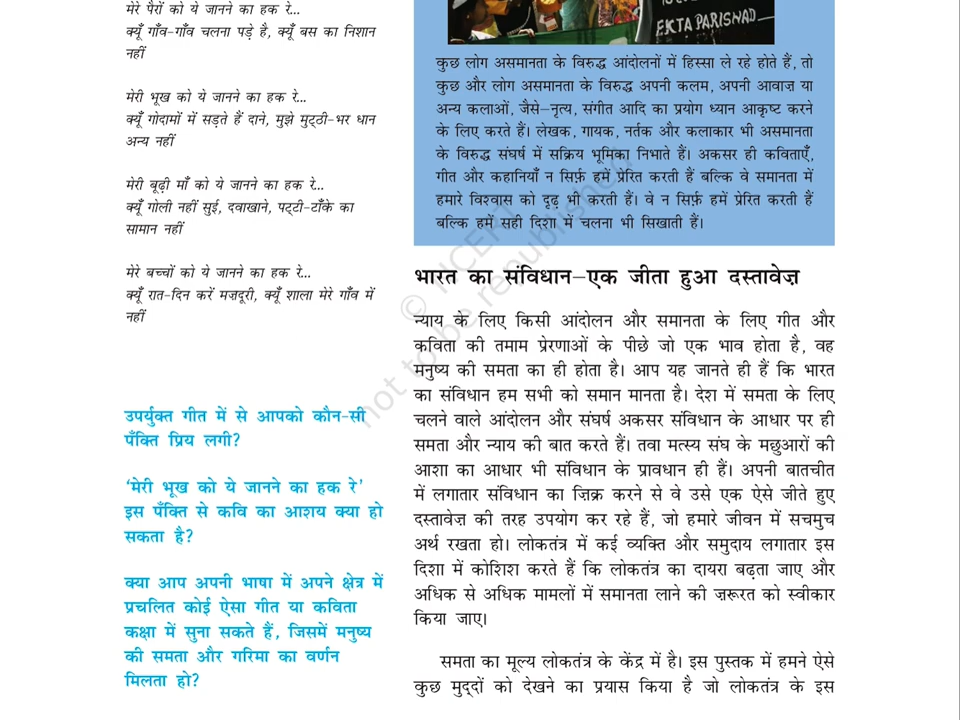 मेरे पैरों को ये जानने का हक रे...
क्यूँ गाँव-गाँव चलना पड़े है, क्यूँ बस का निशान
नहीं
मेरी भूख को ये जानने का हक रे...
क्यूँ गोदामों में सड़ते हैं दाने, मुझे मुट्ठी-भर धान
अन्य नहीं
मेरी बूढ़ी माँ को ये जानने का हक रे...
क्यूँ गोली नहीं सुई, दवाखाने, पट्टी-टाँके का
सामान नहीं
मेरे बच्चों को ये जानने का हक रे...
क्यूँ रात-दिन करें मज़दूरी, क्यूँ शाला मेरे गाँव में
नहीं
उपर्युक्त गीत में से आपको कौन-सी
पँक्ति प्रिय लगी?
‘मेरी भूख को ये जानने का हक रे’
इस पँक्ति से कवि का आशय क्या हो
सकता है?
क्या आप अपनी भाषा में अपने क्षेत्र में
प्रचलित कोई ऐसा गीत या कविता
कक्षा में सुना सकते हैं, जिसमें मनुष्य
की समता और गरिमा का वर्णन
मिलता हो?
EKTA PARISHAD
कुछ लोग असमानता के विरुद्ध आंदोलनों में हिस्सा ले रहे होते हैं, तो
कुछ और लोग असमानता के विरुद्ध अपनी कलम, अपनी आवाज़ या
अन्य कलाओं, जैसे–नृत्य, संगीत आदि का प्रयोग ध्यान आकृष्ट करने
के लिए करते हैं। लेखक, गायक, नर्तक और कलाकार भी असमानता
के विरुद्ध संघर्ष में सक्रिय भूमिका निभाते हैं। अकसर ही कविताएँ,
गीत और कहानियाँ न सिर्फ़ हमें प्रेरित करती हैं बल्कि वे समानता में
हमारे विश्वास को दृढ़ भी करती हैं। वे न सिर्फ़ हमें प्रेरित करती हैं
बल्कि हमें सही दिशा में चलना भी सिखाती हैं।
भारत का संविधान–एक जीता हुआ दस्तावेज़
न्याय के लिए किसी आंदोलन और समानता के लिए गीत और
कविता की तमाम प्रेरणाओं के पीछे जो एक भाव होता है, वह
मनुष्य की समता का ही होता है। आप यह जानते ही हैं कि भारत
का संविधान हम सभी को समान मानता है। देश में समता के लिए
चलने वाले आंदोलन और संघर्ष अकसर संविधान के आधार पर ही
समता और न्याय की बात करते हैं। तवा मत्स्य संघ के मछुआरों की
आशा का आधार भी संविधान के प्रावधान ही हैं। अपनी बातचीत
में लगातार संविधान का ज़िक्र करने से वे उसे एक ऐसे जीते हुए
दस्तावेज़ की तरह उपयोग कर रहे हैं, जो हमारे जीवन में सचमुच
अर्थ रखता हो। लोकतंत्र में कई व्यक्ति और समुदाय लगातार इस
दिशा में कोशिश करते हैं कि लोकतंत्र का दायरा बढ़ता जाए और
अधिक से अधिक मामलों में समानता लाने की ज़रूरत को स्वीकार
किया जाए।
समता का मूल्य लोकतंत्र के केंद्र में है। इस पुस्तक में हमने ऐसे
कुछ मुद्दों को देखने का प्रयास किया है जो लोकतंत्र के इस
© NCERT
not to be republished